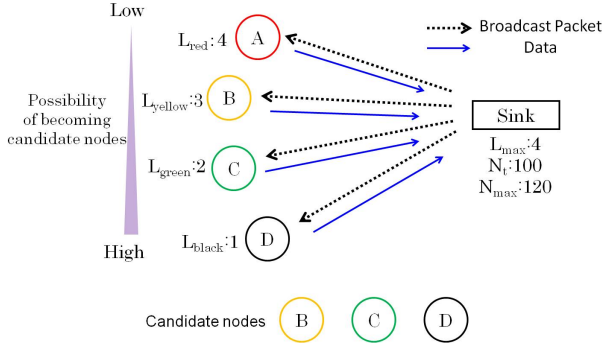 Low
Possibility
of becoming
candidate nodes
High
L_red:4
A
L_yellow:3
B
L_green:2
C
L_black:1
D
Broadcast Packet
Data
Sink
L_max:4
N_t:100
N_max:120
Candidate nodes
B
C
D